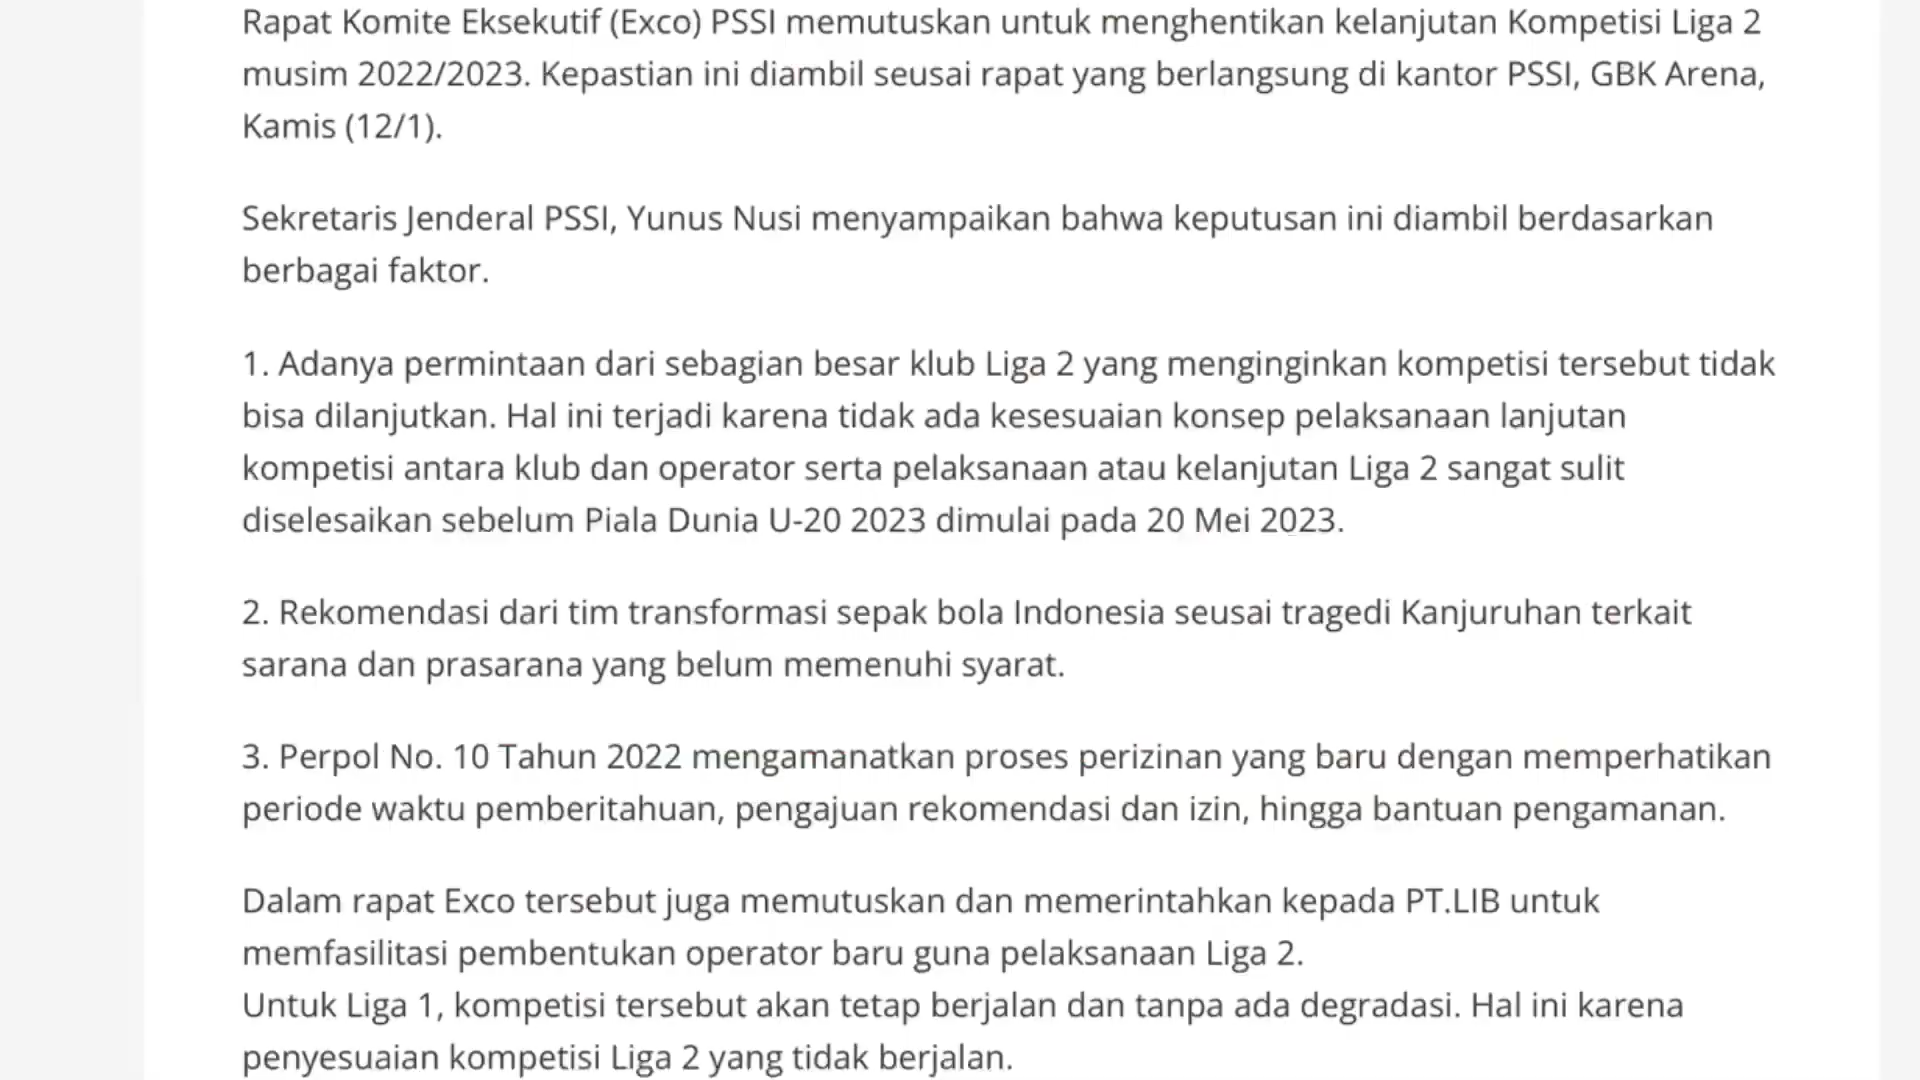 Rapat Komite Eksekutif (Exco) PSSI memutuskan untuk menghentikan kelanjutan Kompetisi Liga 2
musim 2022/2023. Kepastian ini diambil seusai rapat yang berlangsung di kantor PSSI, GBK Arena,
Kamis (12/1).
Sekretaris Jenderal PSSI, Yunus Nusi menyampaikan bahwa keputusan ini diambil berdasarkan
berbagai faktor.
1. Adanya permintaan dari sebagian besar klub Liga 2 yang menginginkan kompetisi tersebut tidak
bisa dilanjutkan. Hal ini terjadi karena tidak ada kesesuaian konsep pelaksanaan lanjutan
kompetisi antara klub dan operator serta pelaksanaan atau kelanjutan Liga 2 sangat sulit
diselesaikan sebelum Piala Dunia U-20 2023 dimulai pada 20 Mei 2023.
2. Rekomendasi dari tim transformasi sepak bola Indonesia seusai tragedi Kanjuruhan terkait
sarana dan prasarana yang belum memenuhi syarat.
3. Perpol No. 10 Tahun 2022 mengamanatkan proses perizinan yang baru dengan memperhatikan
periode waktu pemberitahuan, pengajuan rekomendasi dan izin, hingga bantuan pengamanan.
Dalam rapat Exco tersebut juga memutuskan dan memerintahkan kepada PT.LIB untuk
memfasilitasi pembentukan operator baru guna pelaksanaan Liga 2.
Untuk Liga 1, kompetisi tersebut akan tetap berjalan dan tanpa ada degradasi. Hal ini karena
penyesuaian kompetisi Liga 2 yang tidak berjalan.